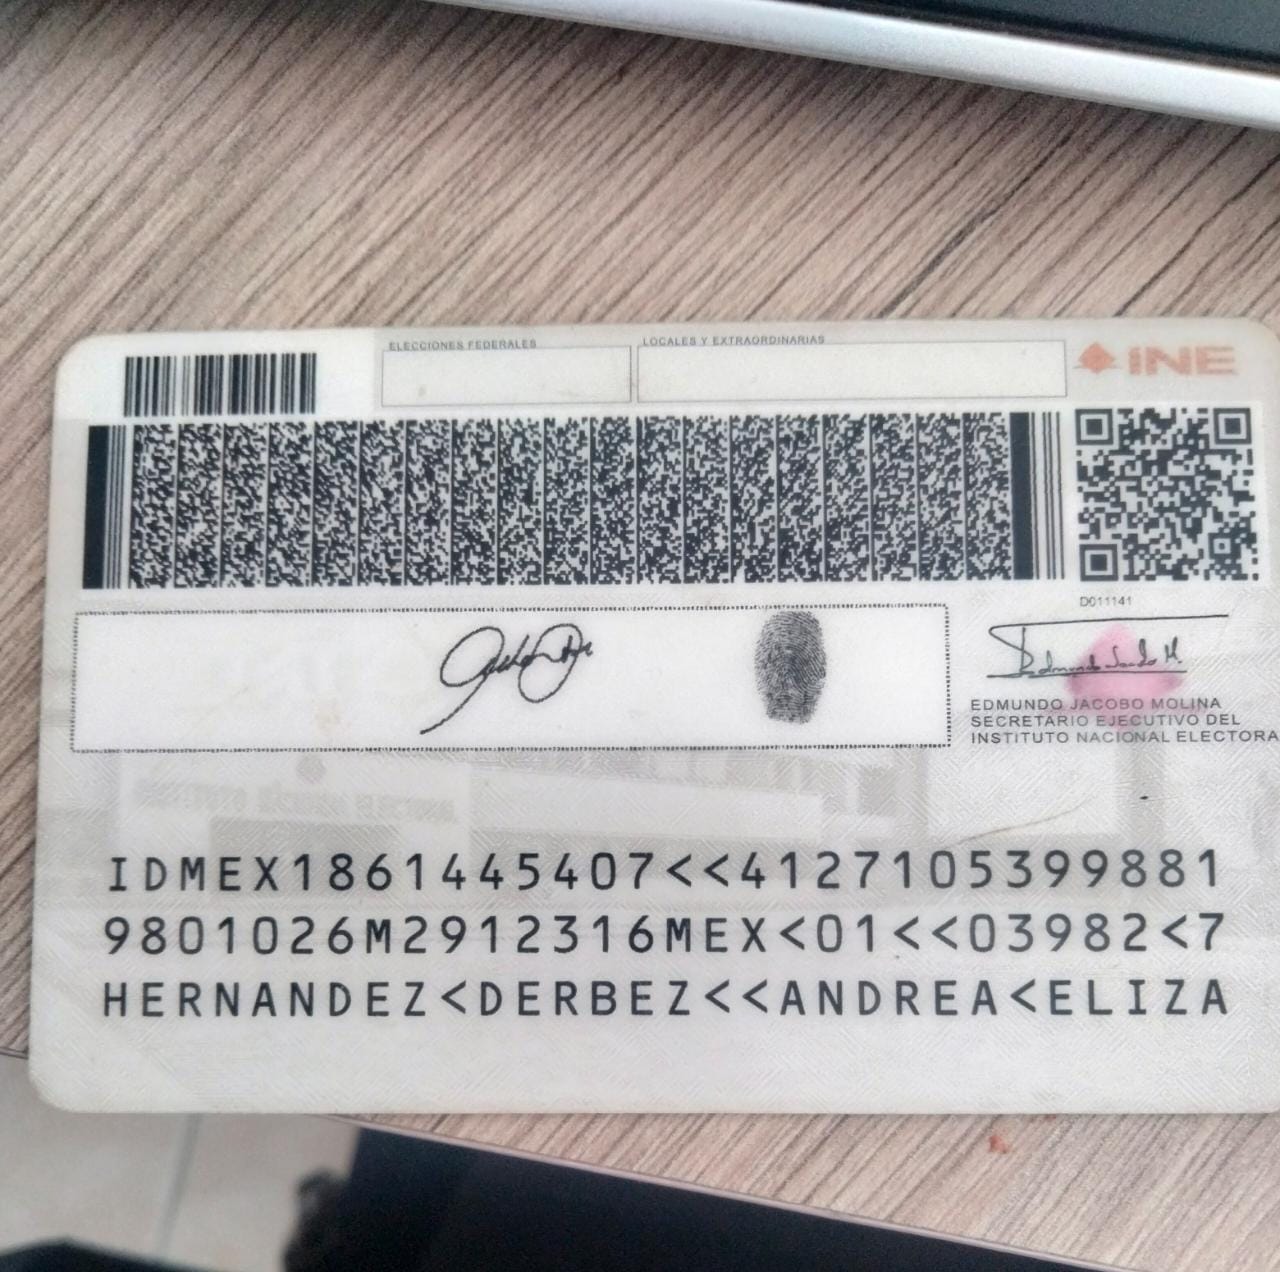 ELECCIONES FEDERALES
LOCALES Y EXTRAORDINARIAS
INE
D011141
EDMUNDO JACOBO MOLINA
SECRETARIO EJECUTIVO DEL
INSTITUTO NACIONAL ELECTORA
IDMEX1861445407<<4127105399881
9801026M2912316MEX<01<<03982<7
HERNANDEZ<DERBEZ<<ANDREA<ELIZA